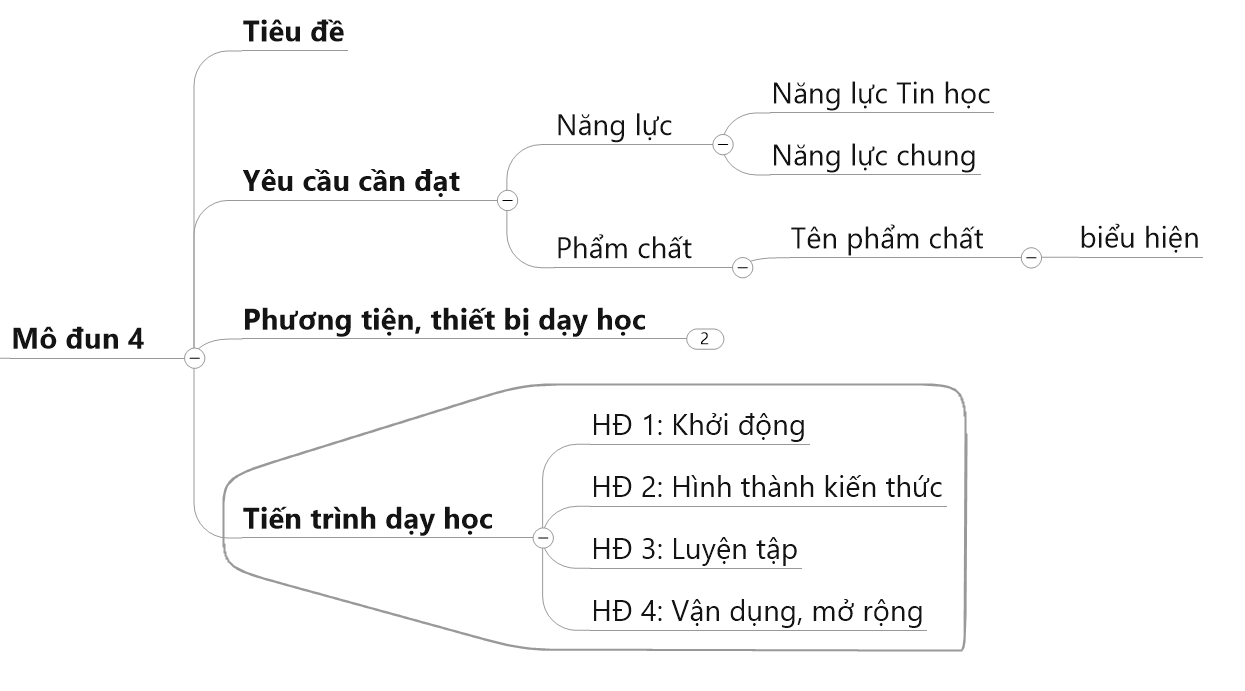 Tiêu đề
Năng lực Tin học
Năng lực
Năng lực chung
Yêu cầu cần đạt
Phẩm chất
Tên phẩm chất
biểu hiện
Phương tiện, thiết bị dạy học
2
Mô đun 4
HĐ 1: Khởi động
HĐ 2: Hình thành kiến thức
Tiến trình dạy học
HĐ 3: Luyện tập
HĐ 4: Vận dụng, mở rộng